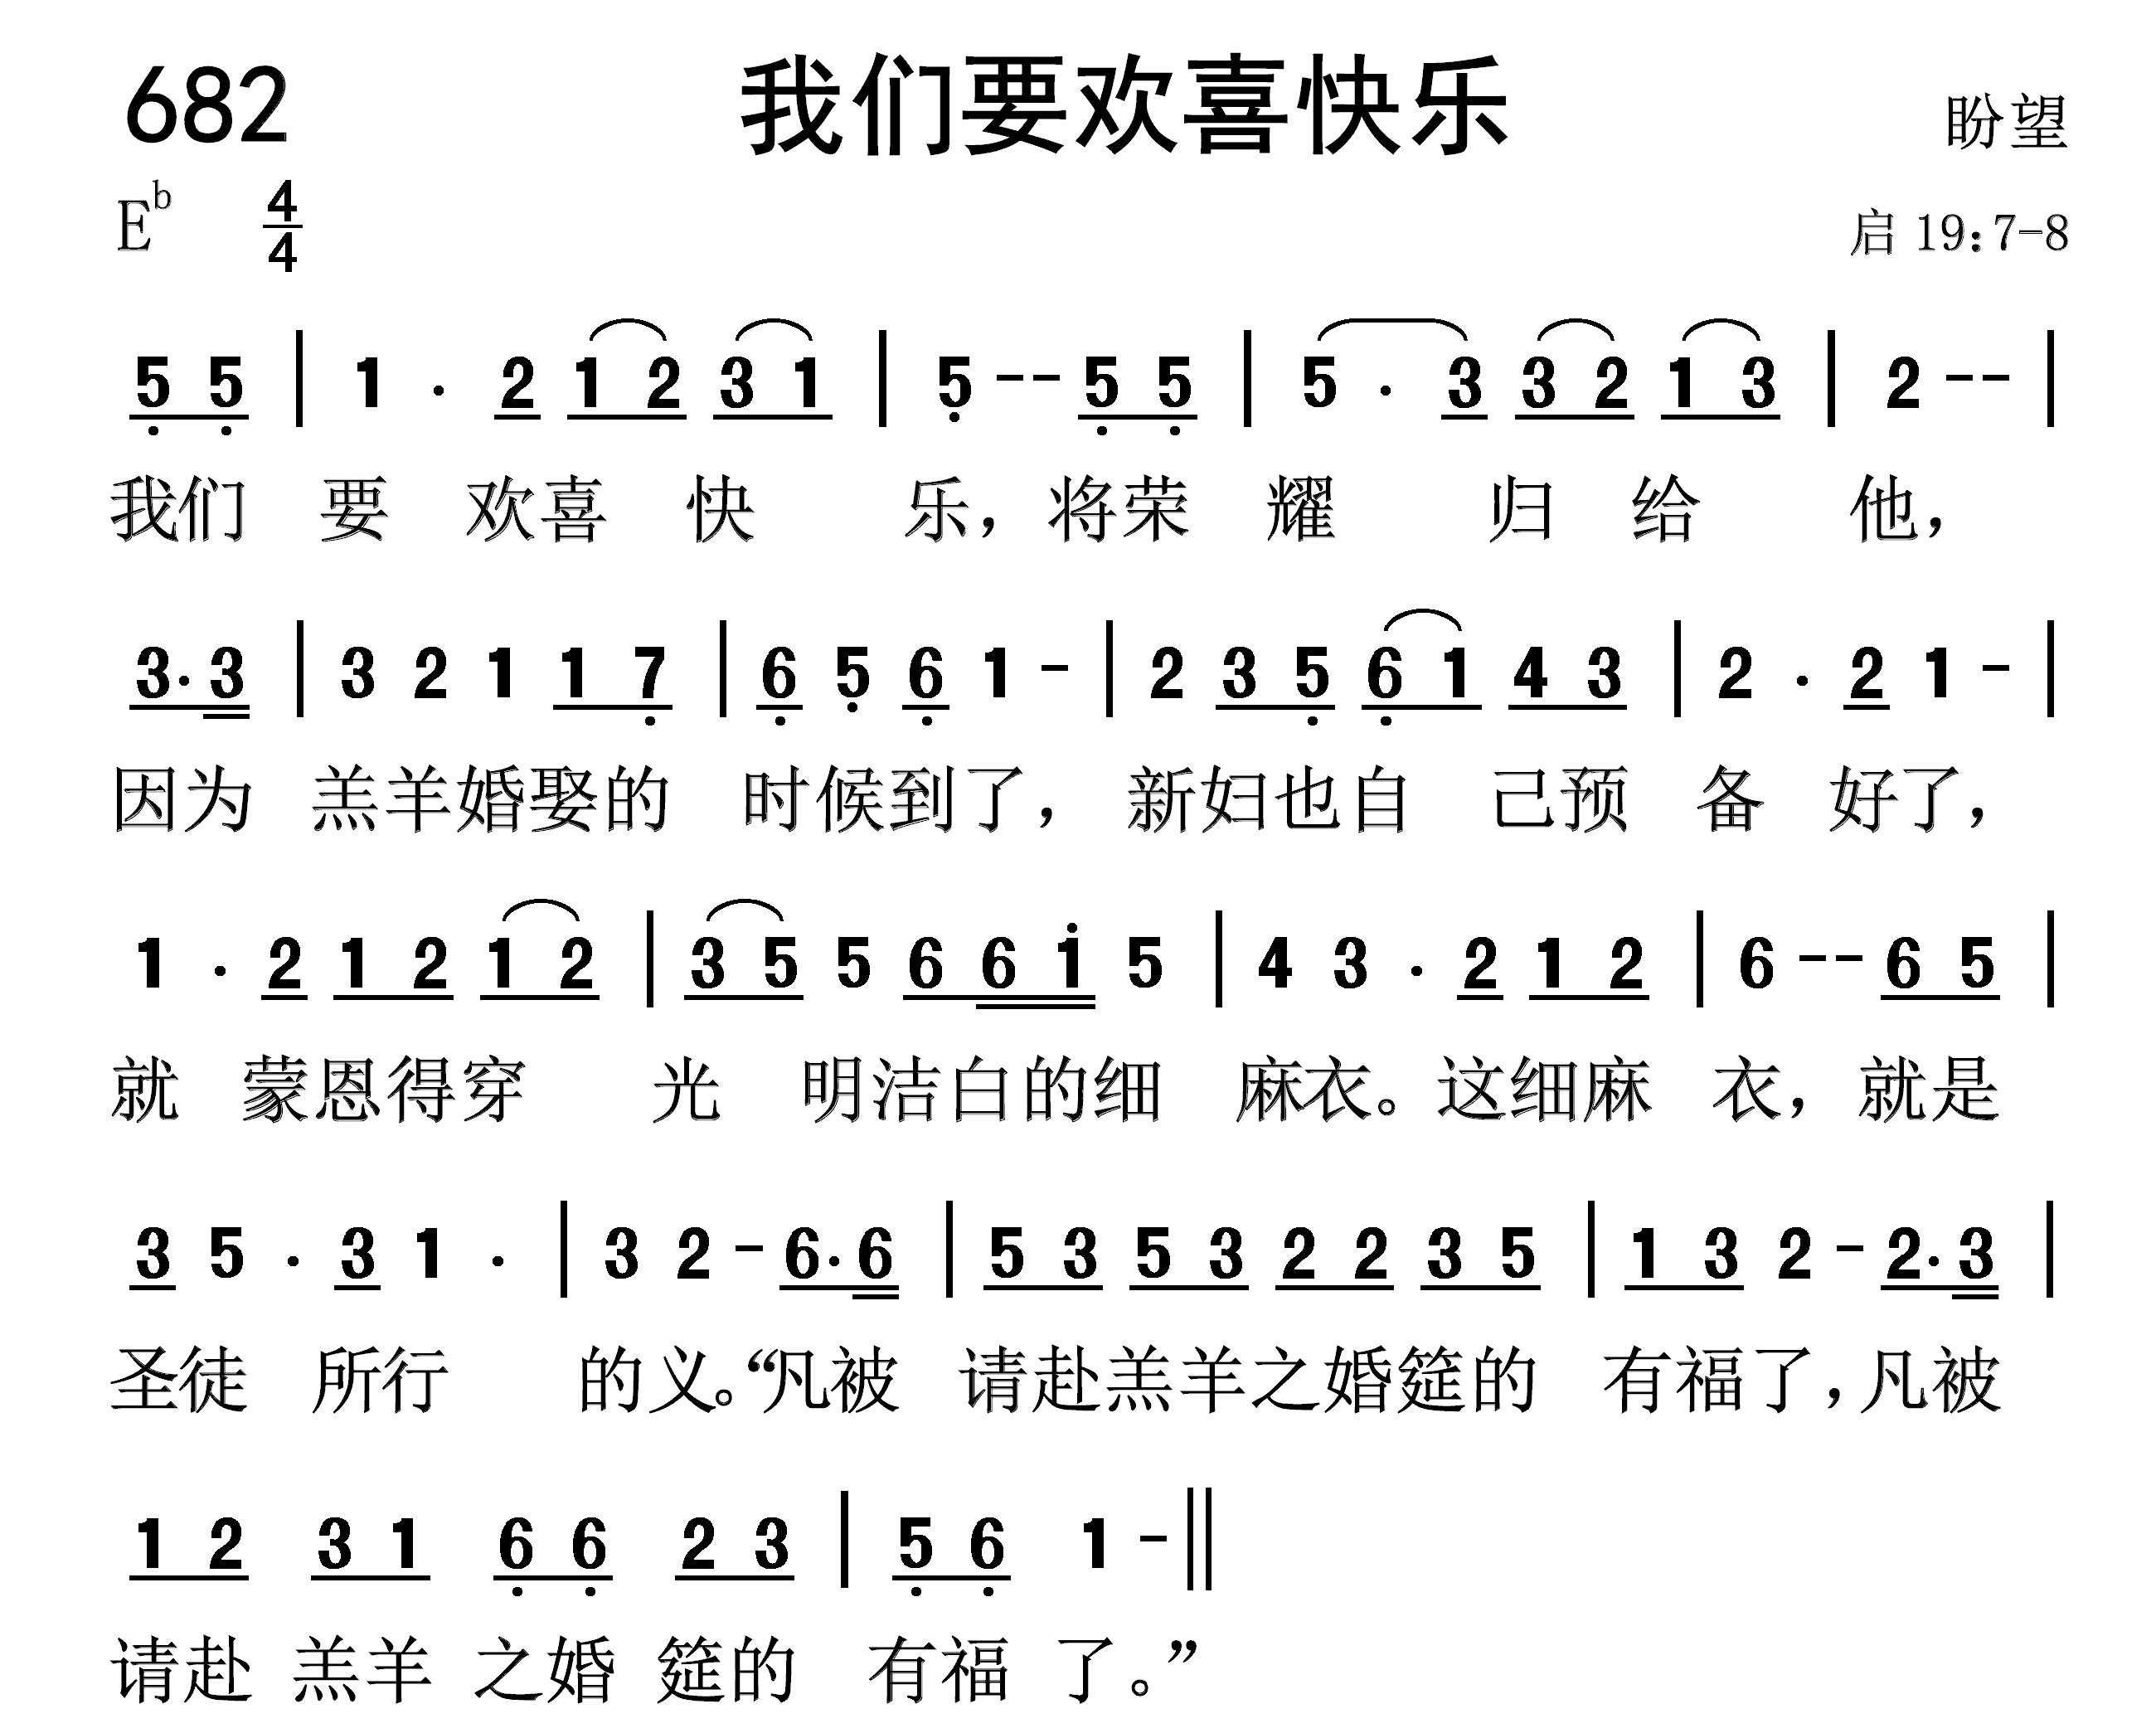 682 我们要欢喜快乐 盼望
E♭ 4/4 启 19:7-8
5̣ 5̣ | 1 · 2 1 2 3 1 | 5̣ -- 5̣ 5̣ | 5 · 3 3 2 1 3 | 2 -- |
我们 要 欢喜 快 乐，将荣 耀 归 给 他，
3·3 | 3 2 1 1 7̣ | 6̣ 5̣ 6̣ 1 - | 2 3 5̣ 6̣ 1 4 3 | 2 · 2 1 - |
因为 羔羊婚娶的 时候到了，新妇也自 己预 备 好了，
1 · 2 1 2 1 2 | 3 5 5 6 6 1̇ 5 | 4 3 · 2 1 2 | 6 -- 6 5 |
就 蒙恩得穿 光 明洁白的细 麻衣。这细麻 衣，就是
3 5 · 3 1 · | 3 2 - 6·6 | 5 3 5 3 2 2 3 5 | 1 3 2 - 2·3 |
圣徒 所行 的义。“凡被 请赴羔羊之婚筵的 有福了，凡被
1 2 3 1 6̣ 6̣ 2 3 | 5̣ 6̣ 1 - ||
请赴 羔羊 之婚 筵的 有福 了。”